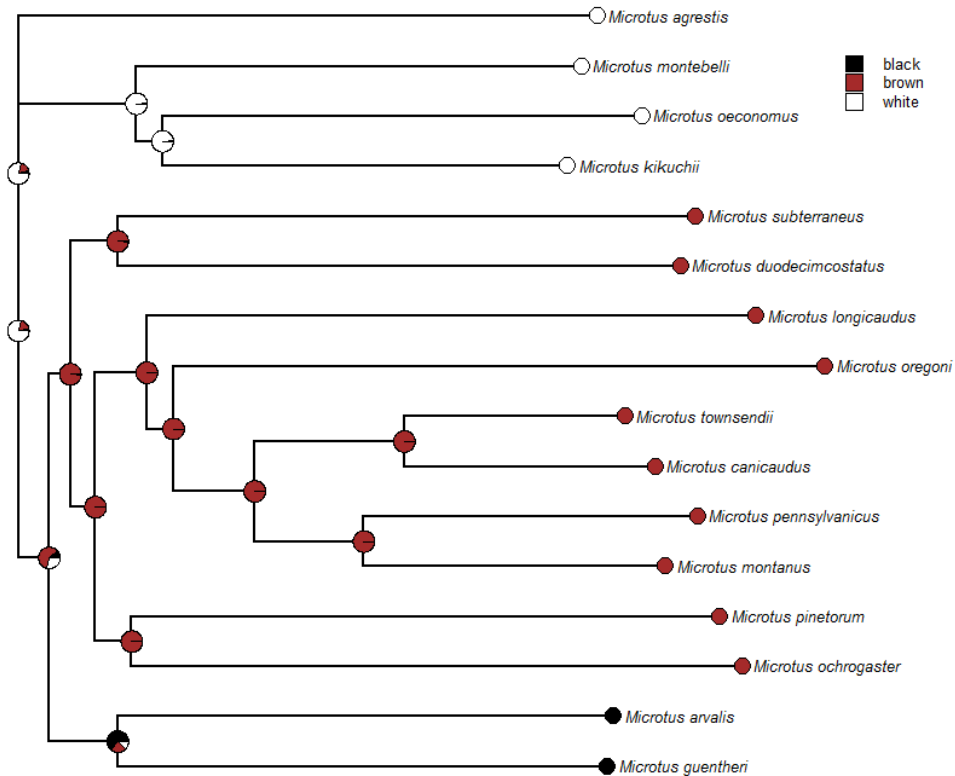 Microtus agrestis
Microtus montebelli
black
brown
white
Microtus oeconomus
Microtus kikuchii
Microtus subterraneus
Microtus duodecimcostatus
Microtus longicaudus
Microtus oregoni
Microtus townsendii
Microtus canicaudus
Microtus pennsylvanicus
Microtus montanus
Microtus pinetorum
Microtus ochrogaster
Microtus arvalis
Microtus guentheri